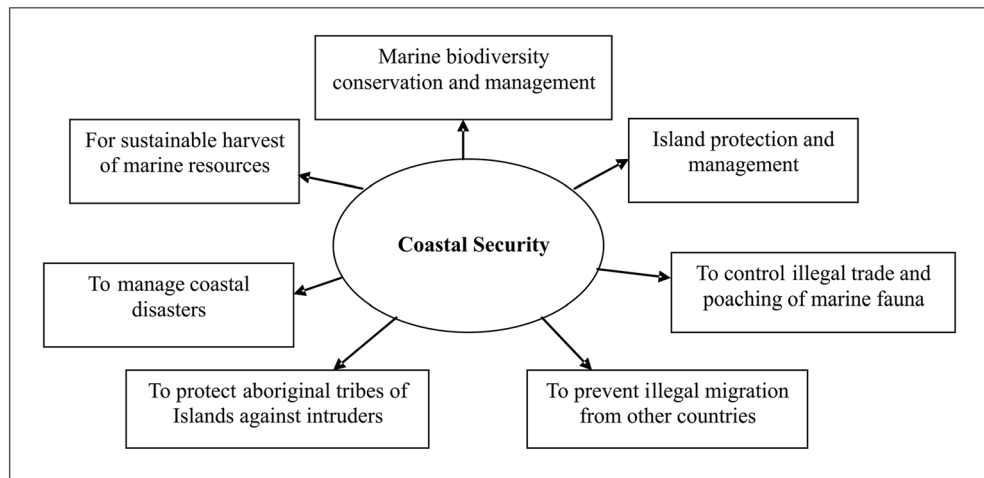 Marine biodiversity
conservation and management
For sustainable harvest
of marine resources
Island protection and
management
Coastal Security
To manage coastal
disasters
To control illegal trade and
poaching of marine fauna
To protect aboriginal tribes of
Islands against intruders
To prevent illegal migration
from other countries